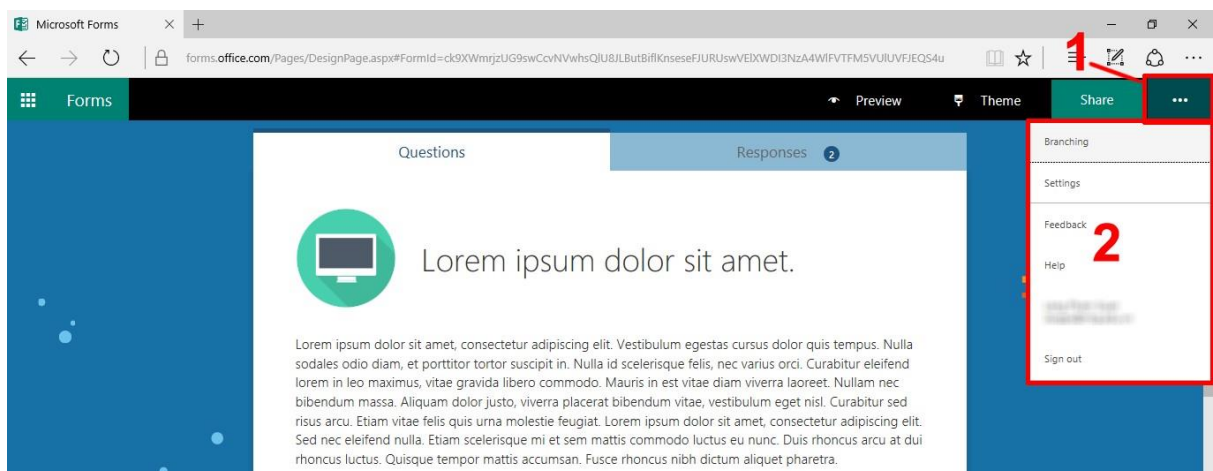 Microsoft Forms
forms.office.com/Pages/DesignPage.aspx#FormId=ck9XWmrjzUG9swCcvNVwhsQlU8JLButBiflKnseseFJURUswVElXWDI3NzA4WlFVTFM5VUlUVFJEQS4u
1
Forms
Preview
Theme
Share
Questions
Responses 2
Branching
Settings
Feedback
2
Help
Sign out
Lorem ipsum dolor sit amet.
Lorem ipsum dolor sit amet, consectetur adipiscing elit. Vestibulum egestas cursus dolor quis tempus. Nulla
sodales odio diam, et porttitor tortor suscipit in. Nulla id scelerisque felis, nec varius orci. Curabitur eleifend
lorem in leo maximus, vitae gravida libero commodo. Mauris in est vitae diam viverra laoreet. Nullam nec
bibendum massa. Aliquam dolor justo, viverra placerat bibendum vitae, vestibulum eget nisl. Curabitur sed
risus arcu. Etiam vitae felis quis urna molestie feugiat. Lorem ipsum dolor sit amet, consectetur adipiscing elit.
Sed nec eleifend nulla. Etiam scelerisque mi et sem mattis commodo luctus eu nunc. Duis rhoncus arcu at dui
rhoncus luctus. Quisque tempor mattis accumsan. Fusce rhoncus nibh dictum aliquet pharetra.